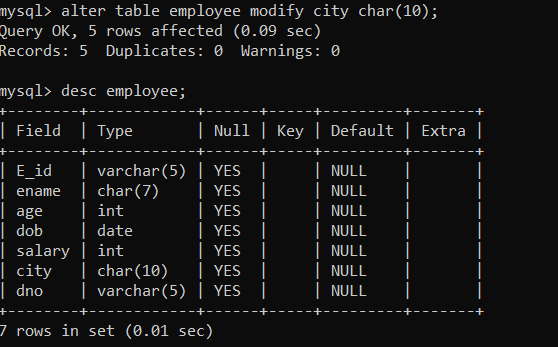 mysql> alter table employee modify city char(10);
Query OK, 5 rows affected (0.09 sec)
Records: 5  Duplicates: 0  Warnings: 0

mysql> desc employee;
+--------+------------+------+-----+---------+-------+
| Field  | Type       | Null | Key | Default | Extra |
+--------+------------+------+-----+---------+-------+
| E_id   | varchar(5) | YES  |     | NULL    |       |
| ename  | char(7)    | YES  |     | NULL    |       |
| age    | int        | YES  |     | NULL    |       |
| dob    | date       | YES  |     | NULL    |       |
| salary | int        | YES  |     | NULL    |       |
| city   | char(10)   | YES  |     | NULL    |       |
| dno    | varchar(5) | YES  |     | NULL    |       |
+--------+------------+------+-----+---------+-------+
7 rows in set (0.01 sec)